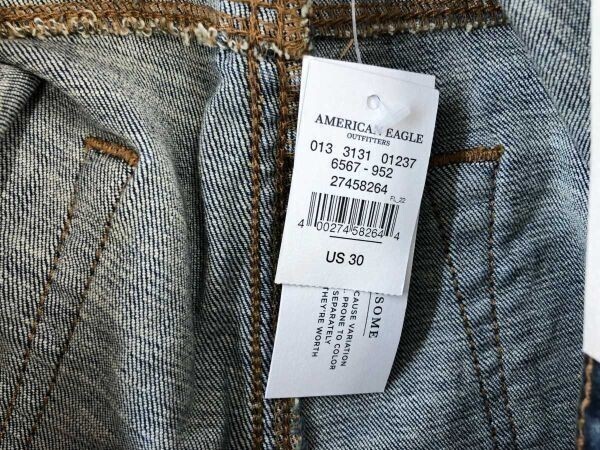 AMERICAN EAGLE
OUTFITTERS
013 3131 01237
6567 - 952
27458264
FL_22
4 00274 58264 4
US 30
SOME
CAUSE VARIATION
PRONE TO COLOR
SEPARATELY
THEY'RE WORTH